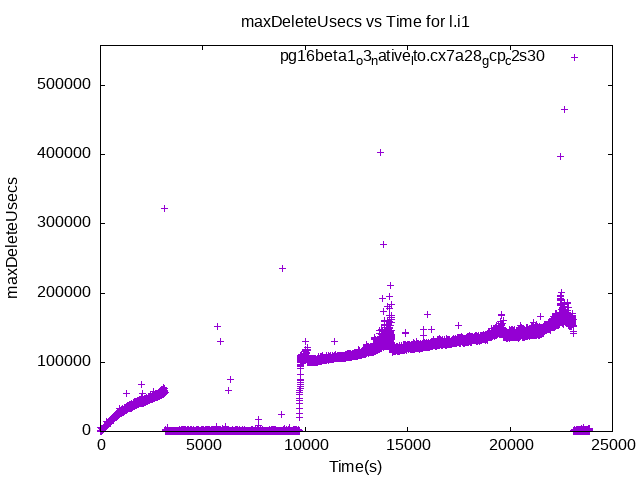 maxDeleteUsecs vs Time for l.i1
pg16beta1o3native_lto.cx7a28gcpc2s30
500000
400000
300000
200000
100000
0
maxDeleteUsecs
0 5000 10000 15000 20000 25000
Time(s)